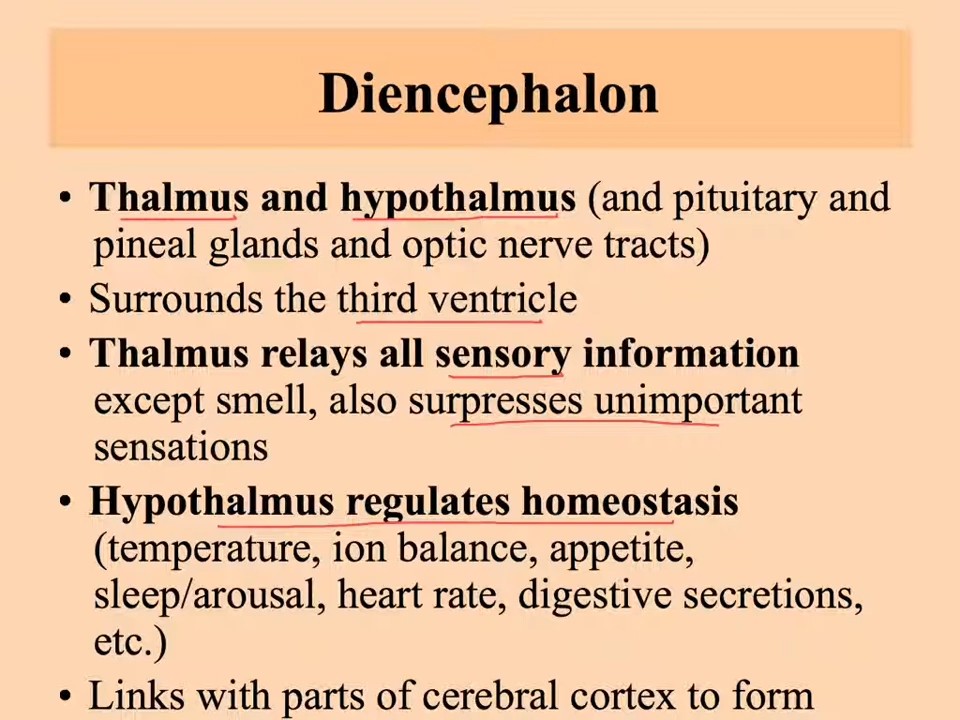 Diencephalon
• Thalmus and hypothalmus (and pituitary and
pineal glands and optic nerve tracts)
• Surrounds the third ventricle
• Thalmus relays all sensory information
except smell, also surpresses unimportant
sensations
• Hypothalmus regulates homeostasis
(temperature, ion balance, appetite,
sleep/arousal, heart rate, digestive secretions,
etc.)
• Links with parts of cerebral cortex to form